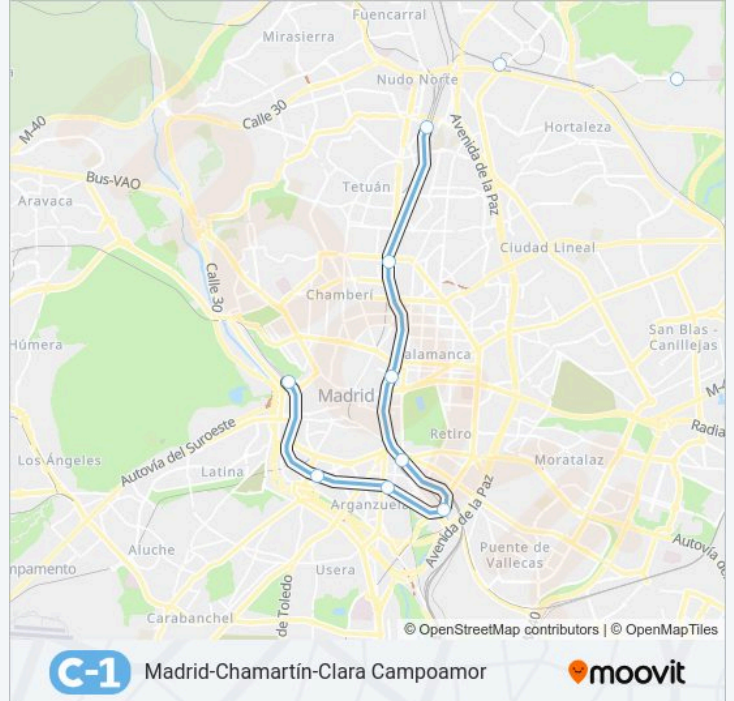 Fuencarral
Mirasierra
Nudo Norte
M-40
Calle 30
Avenida de la Paz
Hortaleza
Bus-VAO
Tetuán
Aravaca
Ciudad Lineal
Calle 30
Chamberí
San Blas -
Canillejas
Húmera
alamanca
Madrid
M-4
Retiro
Radia
Autovía del Suroeste
Los Ángeles
Latina
Moratalaz
Arganzuela
Avenida de la Paz
Aluche
Usera
Puente de
Vallecas
Autovía de
mpamento
Carabanchel
de Toledo
© OpenStreetMap contributors | © OpenMapTiles
C-1 Madrid-Chamartín-Clara Campoamor moovit